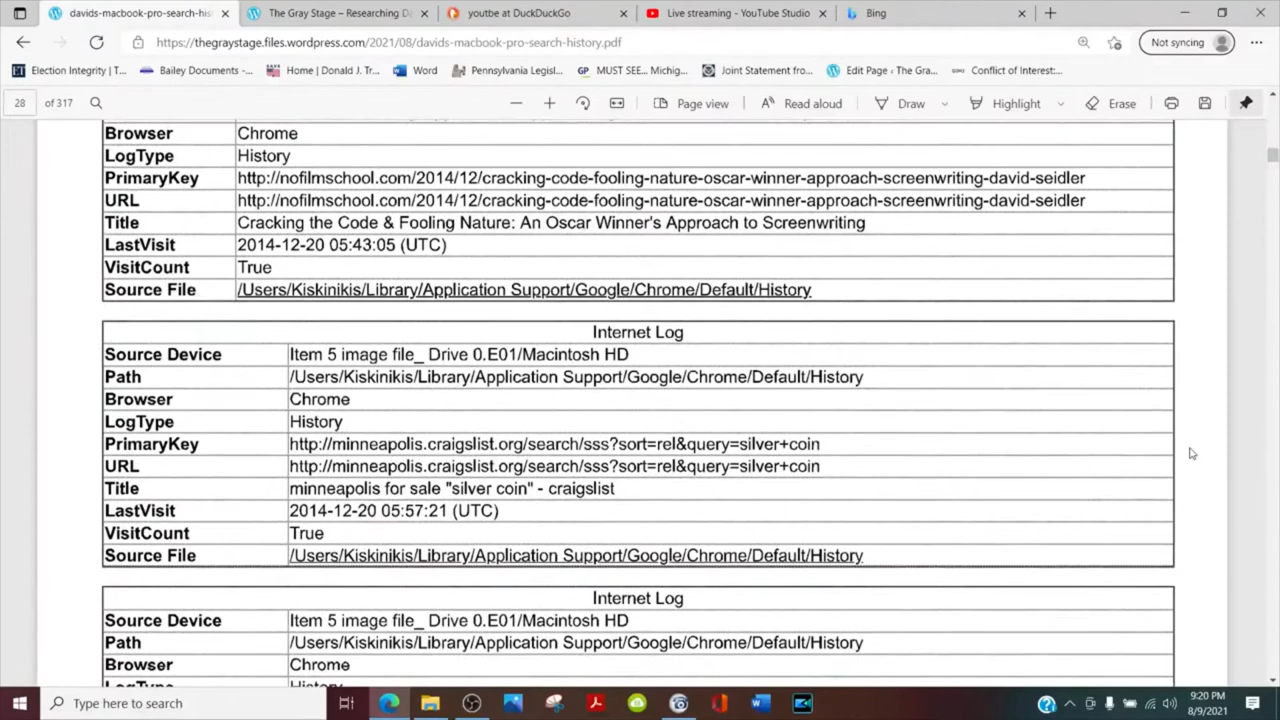 davids-macbook-pro-search-his
The Gray Stage – Researching Da
youtbe at DuckDuckGo
Live streaming - YouTube Studio
Bing
https://thegraystage.files.wordpress.com/2021/08/davids-macbook-pro-search-history.pdf
Not syncing
Election Integrity | T...
Bailey Documents -...
Home | Donald J. Tr...
Word
Pennsylvania Legisl...
GP MUST SEE... Michig...
Joint Statement fro...
Edit Page ‹ The Gra...
Conflict of Interest:...
28 of 317
Page view
Read aloud
Draw
Highlight
Erase
Browser Chrome
LogType History
PrimaryKey http://nofilmschool.com/2014/12/cracking-code-fooling-nature-oscar-winner-approach-screenwriting-david-seidler
URL http://nofilmschool.com/2014/12/cracking-code-fooling-nature-oscar-winner-approach-screenwriting-david-seidler
Title Cracking the Code & Fooling Nature: An Oscar Winner's Approach to Screenwriting
LastVisit 2014-12-20 05:43:05 (UTC)
VisitCount True
Source File /Users/Kiskinikis/Library/Application Support/Google/Chrome/Default/History
Internet Log
Source Device Item 5 image file_ Drive 0.E01/Macintosh HD
Path /Users/Kiskinikis/Library/Application Support/Google/Chrome/Default/History
Browser Chrome
LogType History
PrimaryKey http://minneapolis.craigslist.org/search/sss?sort=rel&query=silver+coin
URL http://minneapolis.craigslist.org/search/sss?sort=rel&query=silver+coin
Title minneapolis for sale "silver coin" - craigslist
LastVisit 2014-12-20 05:57:21 (UTC)
VisitCount True
Source File /Users/Kiskinikis/Library/Application Support/Google/Chrome/Default/History
Internet Log
Source Device Item 5 image file_ Drive 0.E01/Macintosh HD
Path /Users/Kiskinikis/Library/Application Support/Google/Chrome/Default/History
Browser Chrome
LogType History
Type here to search
9:20 PM
8/9/2021